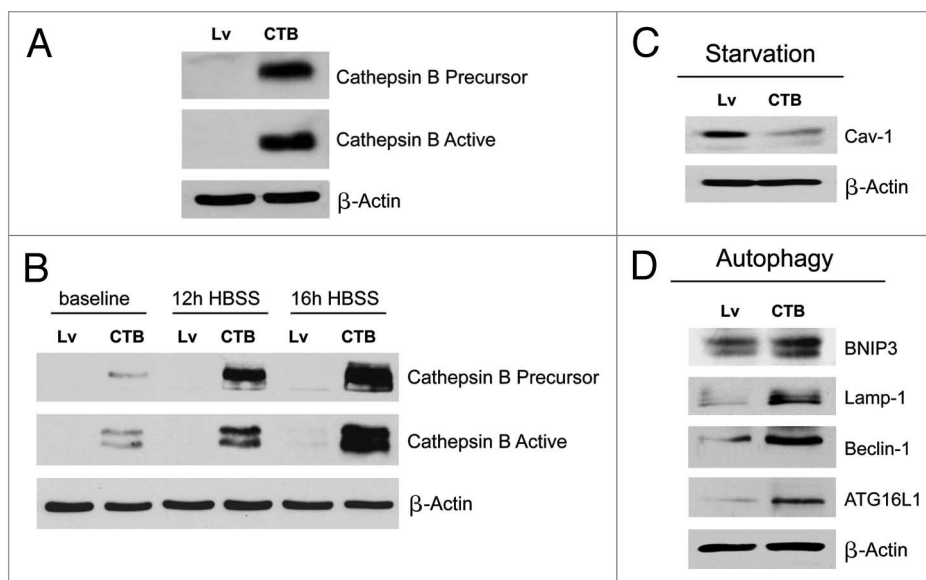 A
Lv CTB
Cathepsin B Precursor
Cathepsin B Active
β-Actin
B
baseline 12h HBSS 16h HBSS
Lv CTB Lv CTB Lv CTB
Cathepsin B Precursor
Cathepsin B Active
β-Actin
C
Starvation
Lv CTB
Cav-1
β-Actin
D
Autophagy
Lv CTB
BNIP3
Lamp-1
Beclin-1
ATG16L1
β-Actin